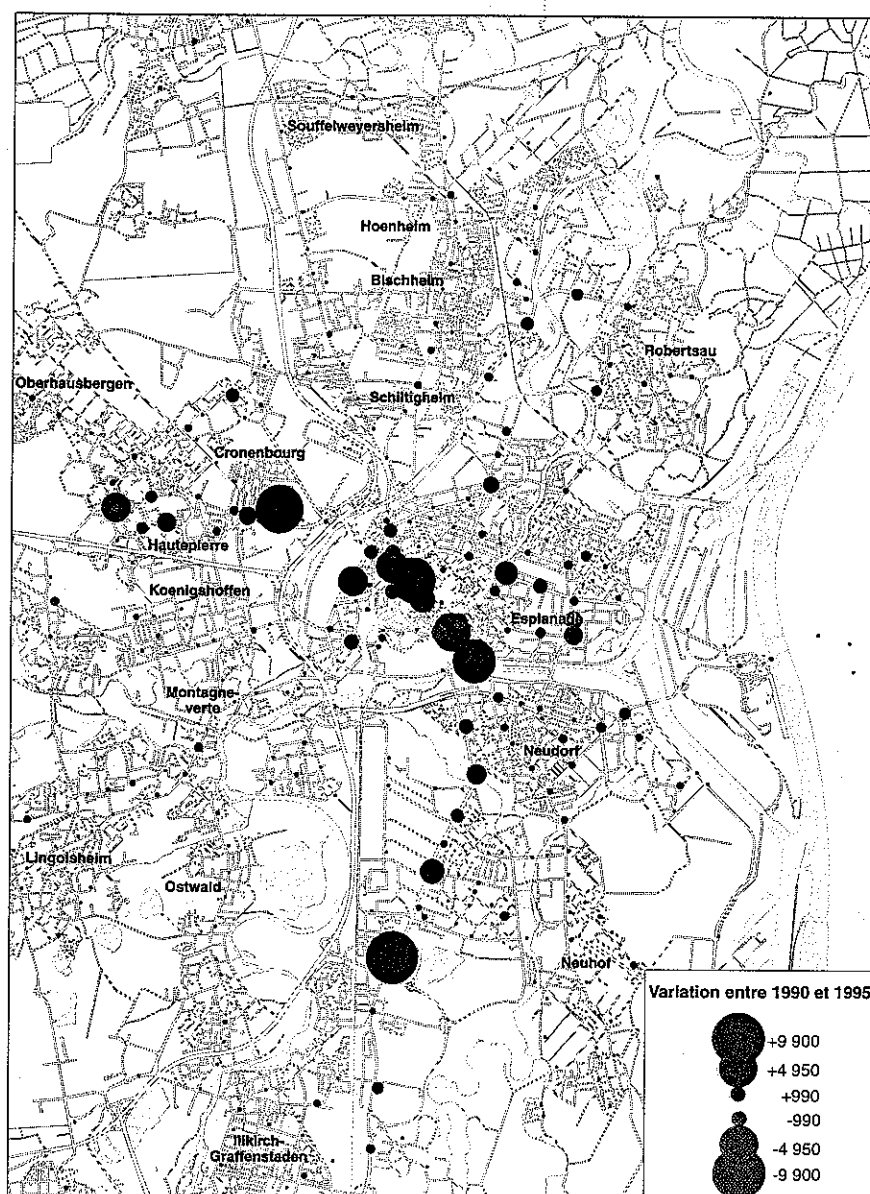 Souffelweyersheim
Hoenheim
Bischheim
Robertsau
Oberhausbergen
Schiltigheim
Cronenbourg
Hautepierre
Koenigshoffen
Esplanade
Montagne-
verte
Neudorf
Lingolsheim
Ostwald
Neuhof
Variation entre 1990 et 1995
+9 900
+4 950
+990
-990
-4 950
-9 900
Illkirch-
Graffenstaden